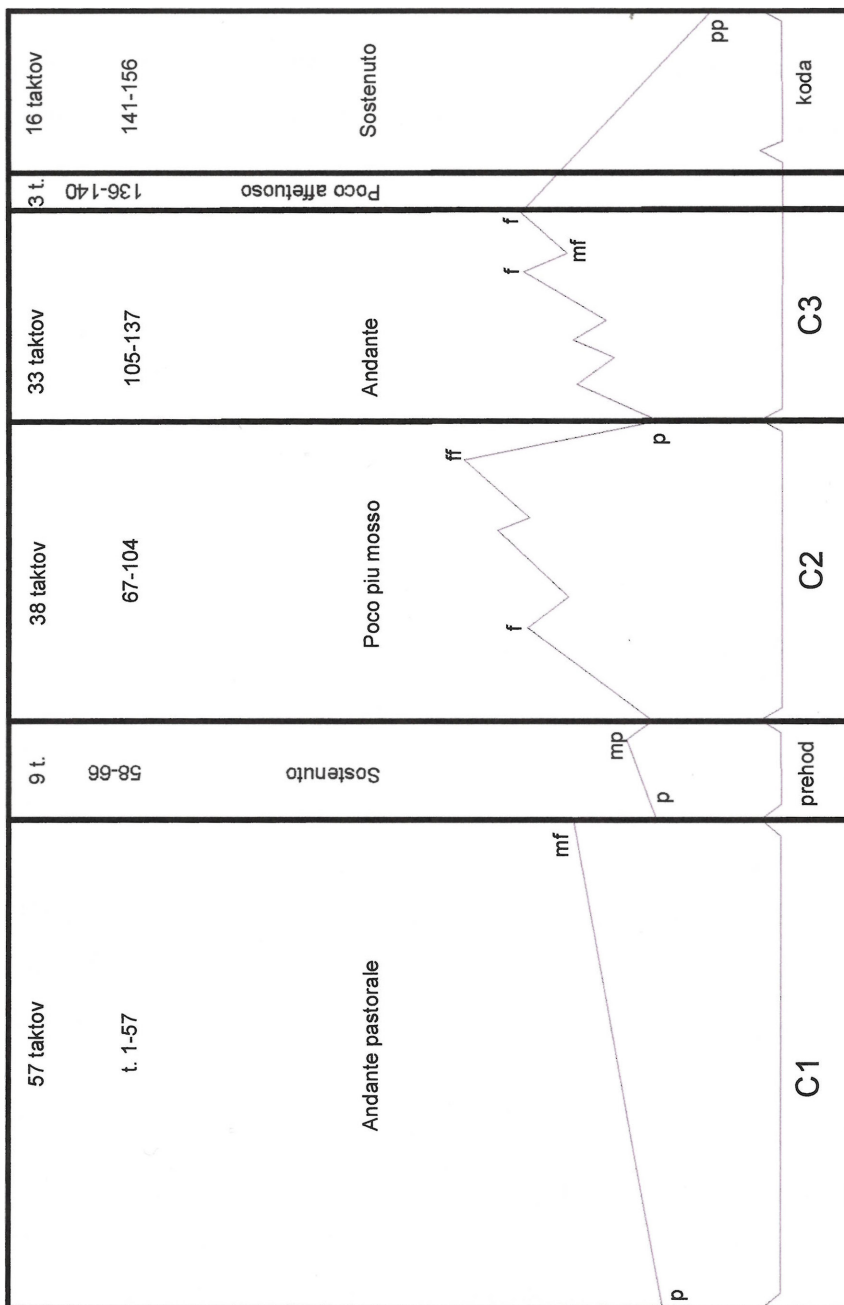 57 taktov
9 t.
38 taktov
33 taktov
3 t.
16 taktov
t. 1-57
58-66
67-104
105-137
136-140
141-156
Andante pastorale
Sostenuto
Poco piu mosso
Andante
Poco affetuoso
Sostenuto
p
mf
p
mp
f
ff
p
f
mf
f
pp
C1
prehod
C2
C3
koda